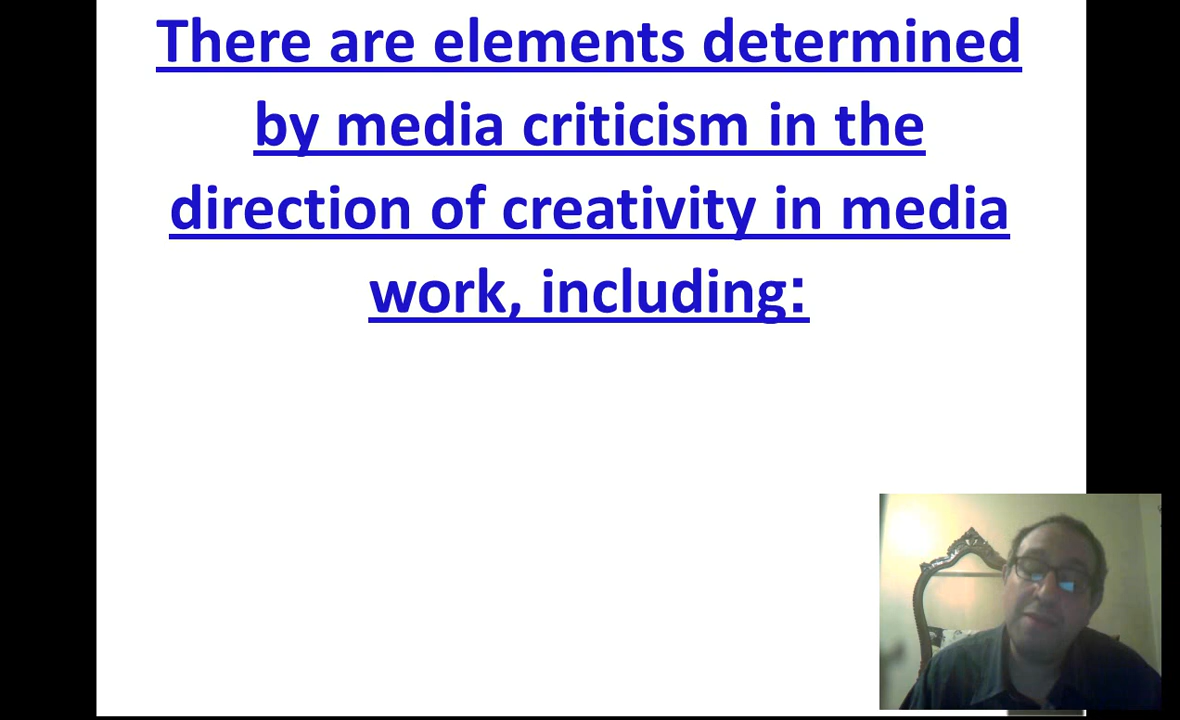 There are elements determined
by media criticism in the
direction of creativity in media
work, including: